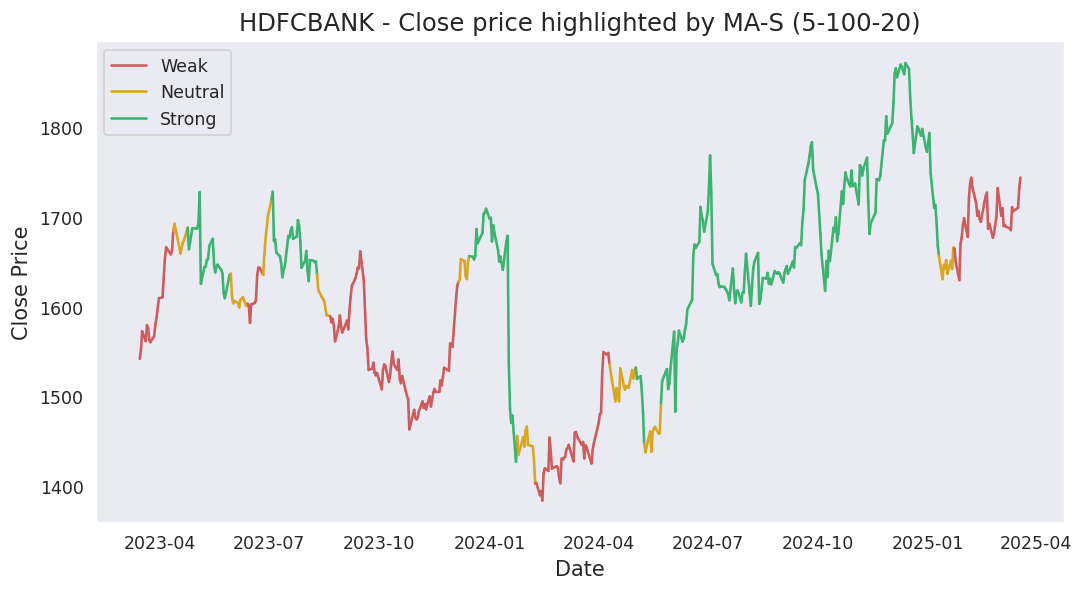 HDFCBANK - Close price highlighted by MA-S (5-100-20)
Weak
Neutral
Strong
Close Price
1800
1700
1600
1500
1400
2023-04 2023-07 2023-10 2024-01 2024-04 2024-07 2024-10 2025-01 2025-04
Date